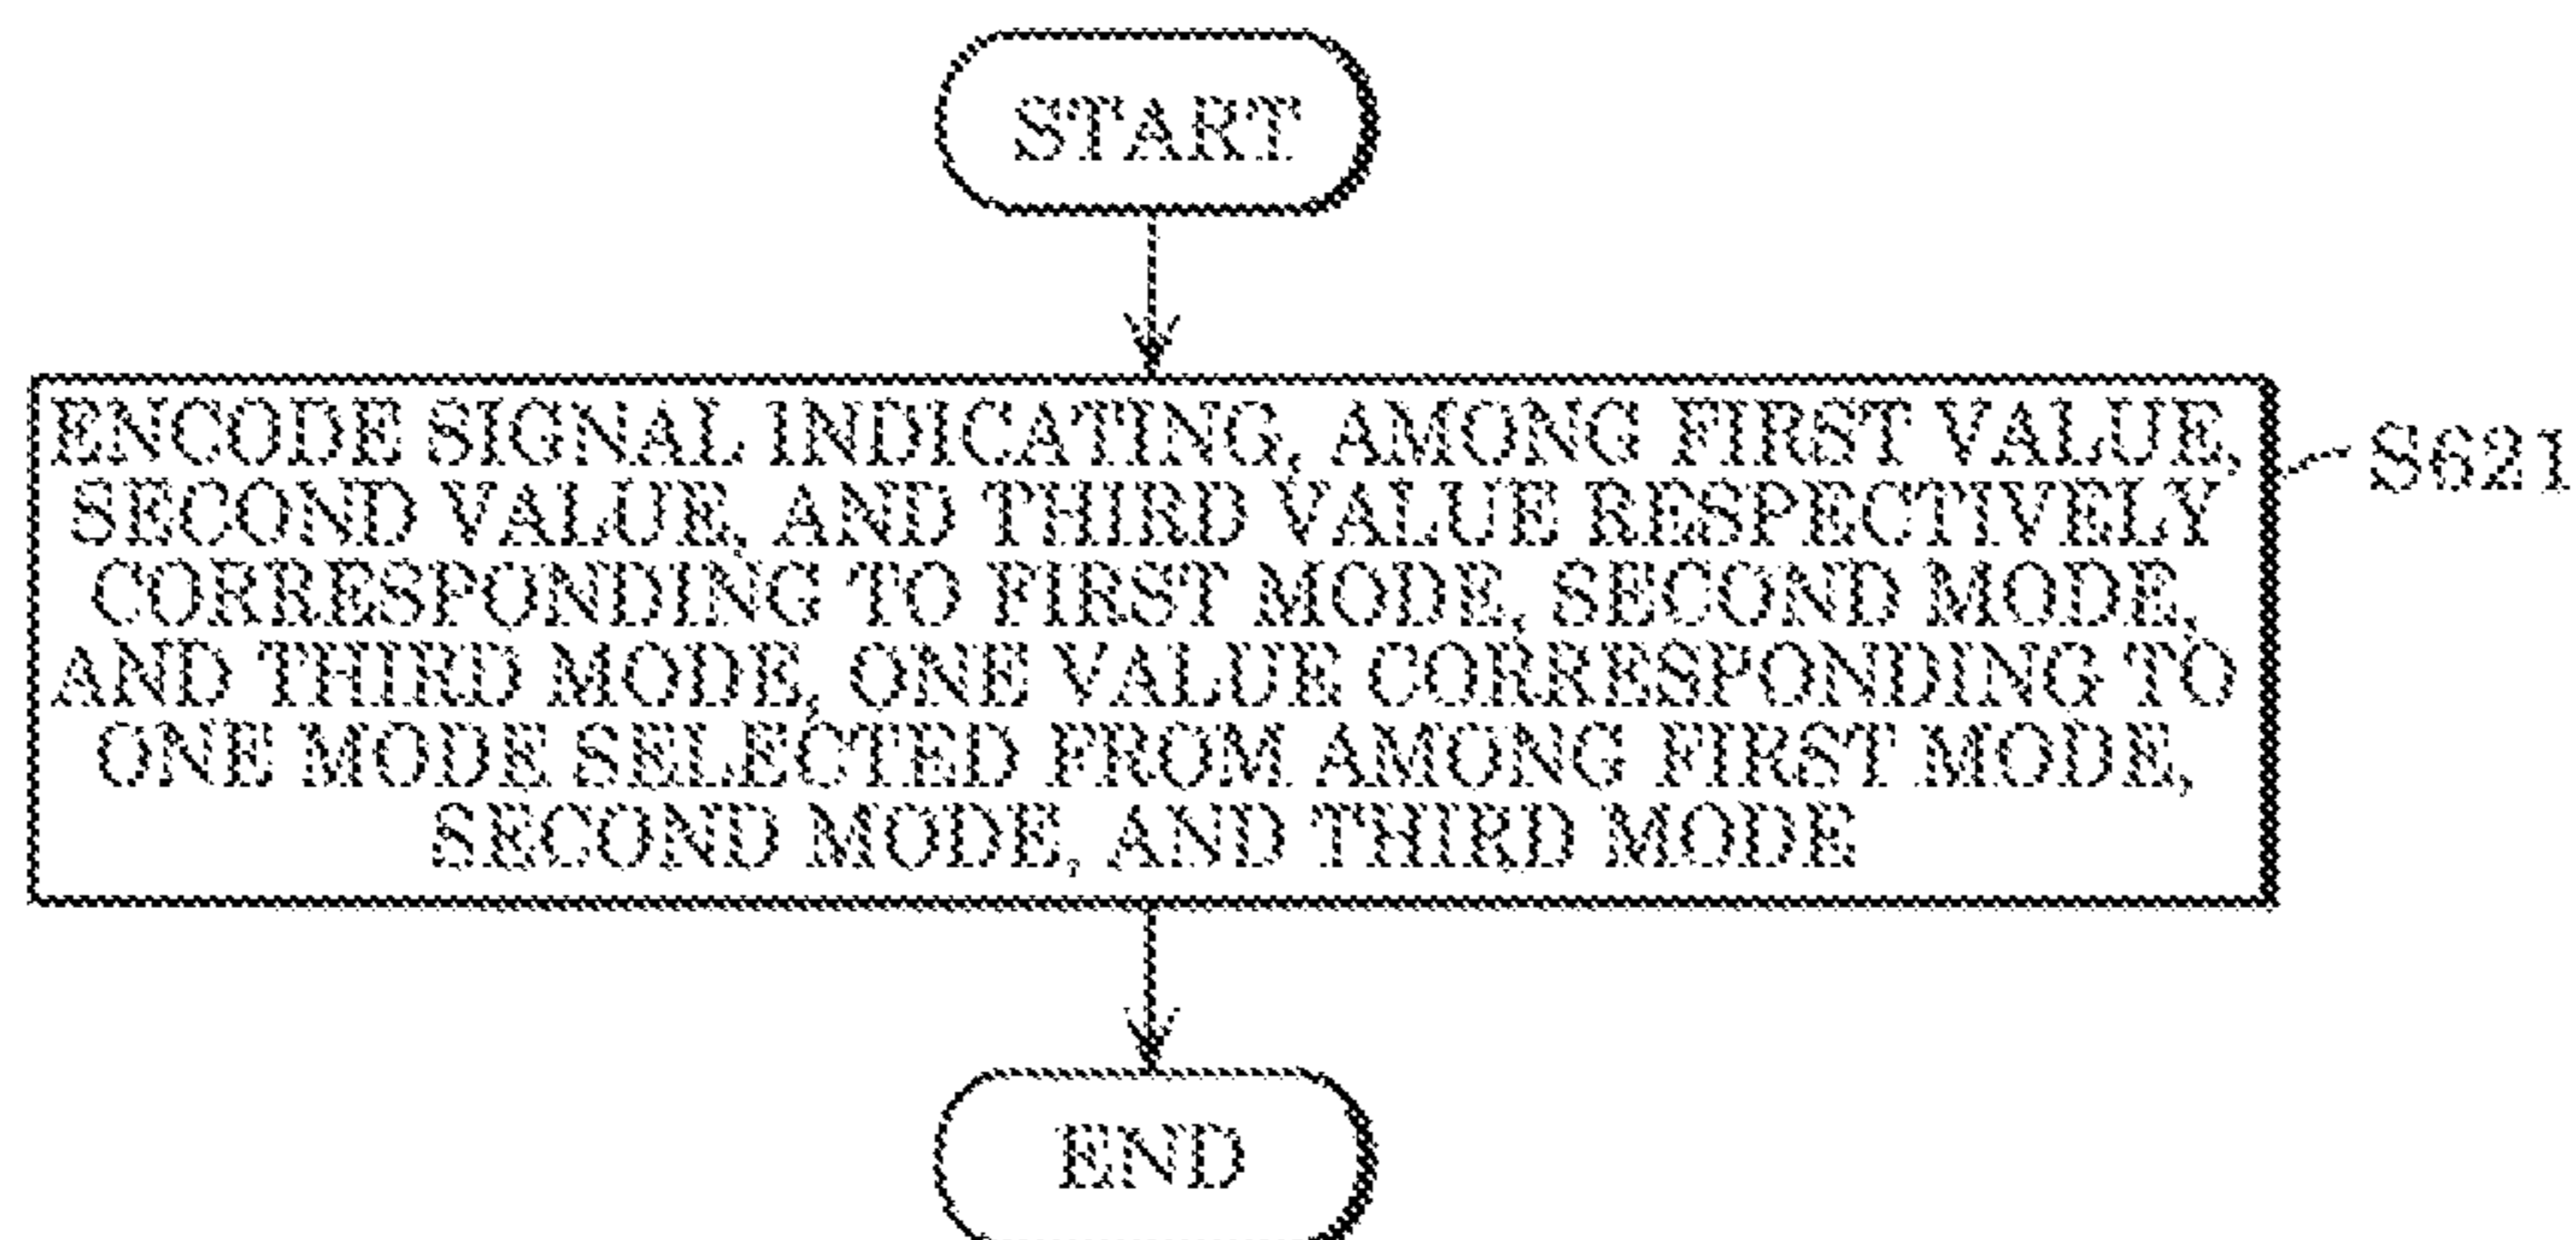 START
ENCODE SIGNAL INDICATING, AMONG FIRST VALUE,
SECOND VALUE, AND THIRD VALUE RESPECTIVELY
CORRESPONDING TO FIRST MODE, SECOND MODE,
AND THIRD MODE, ONE VALUE CORRESPONDING TO
ONE MODE SELECTED FROM AMONG FIRST MODE,
SECOND MODE, AND THIRD MODE
S621
END